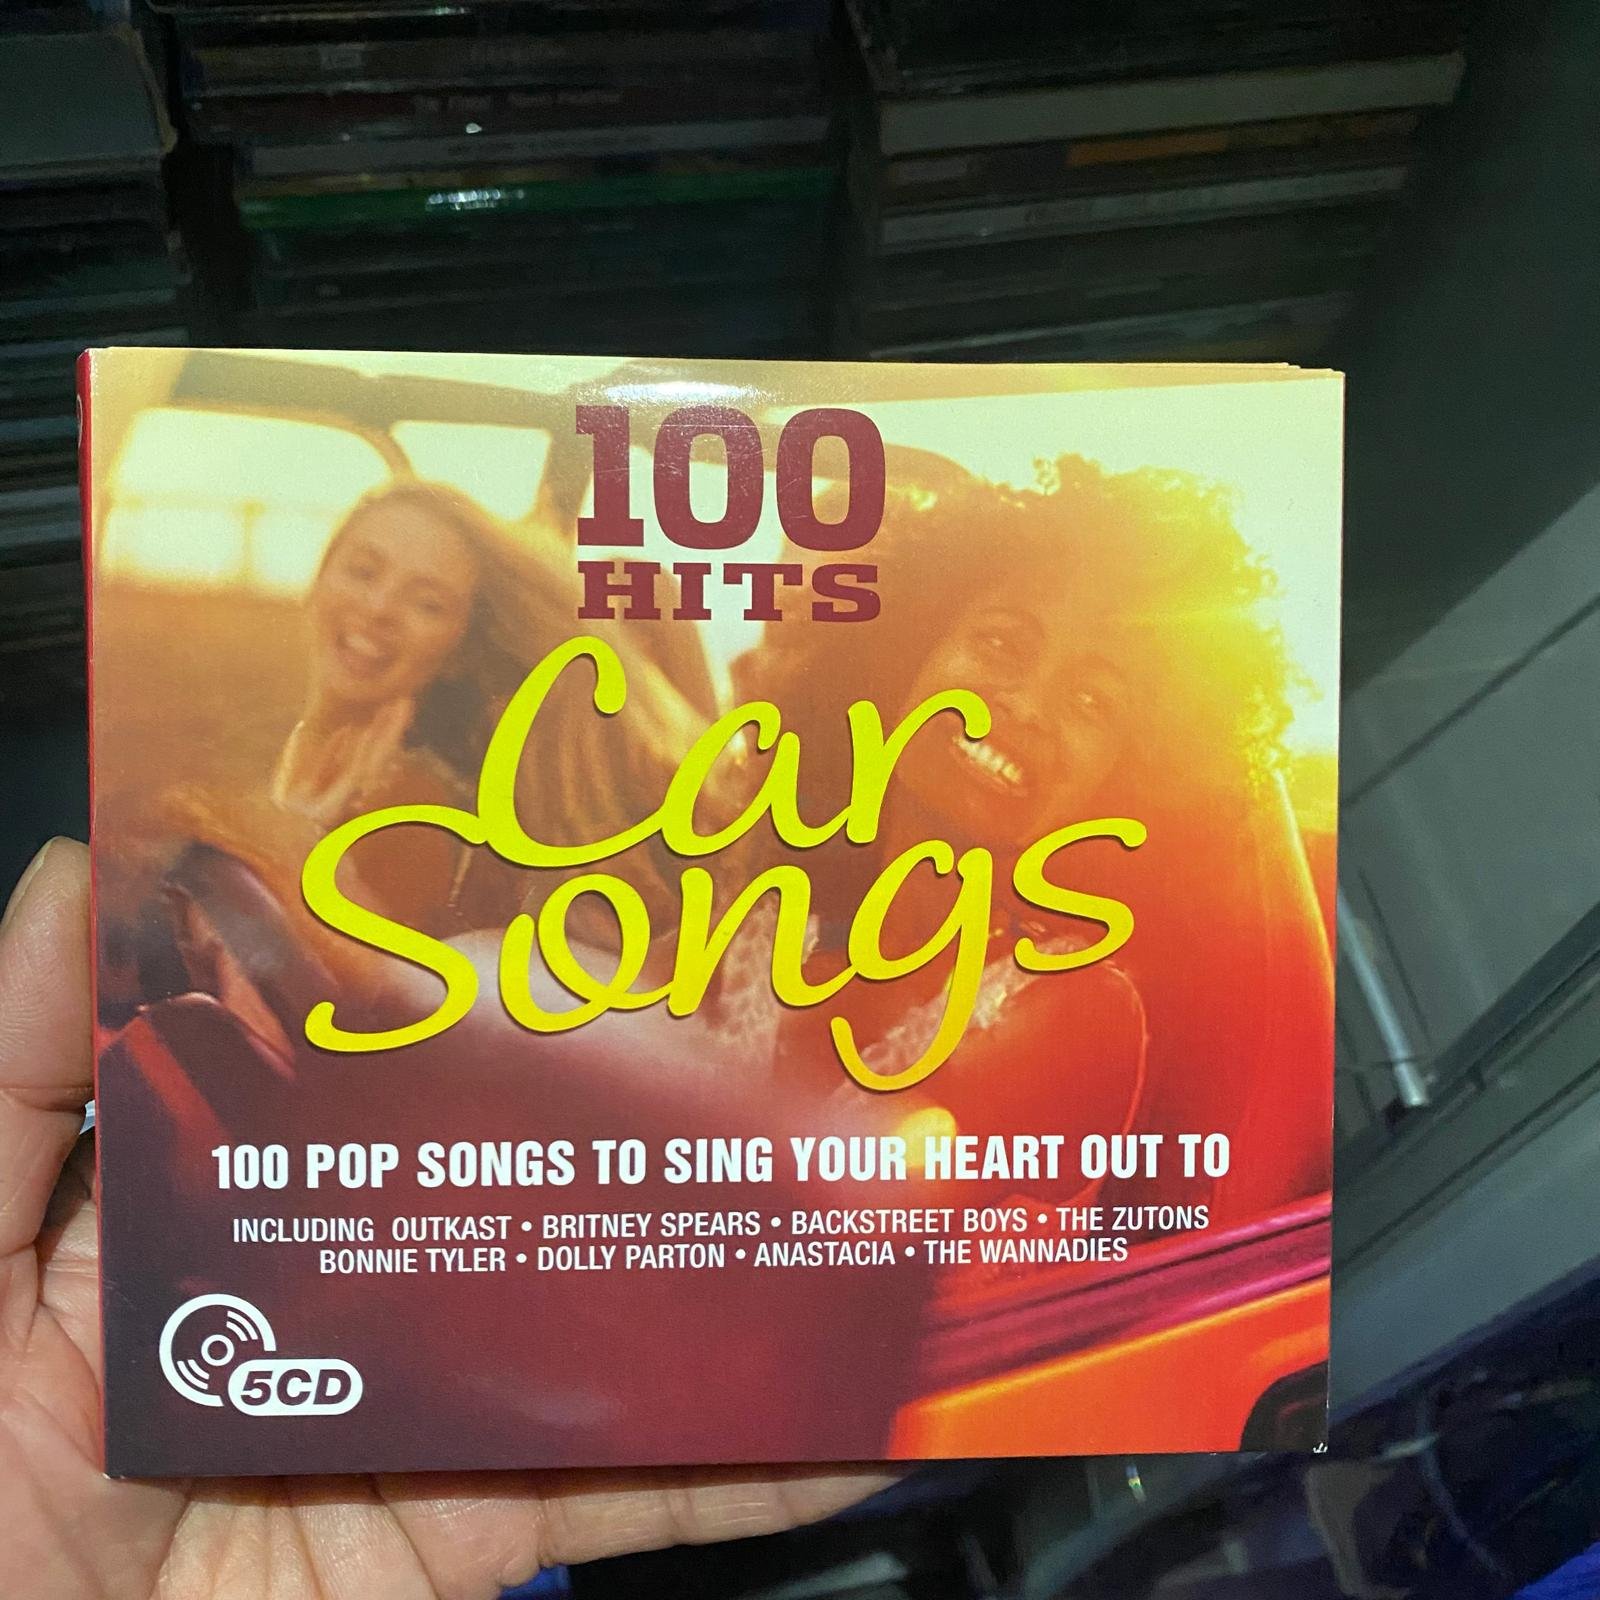 100
HITS
Car
Songs
100 POP SONGS TO SING YOUR HEART OUT TO
INCLUDING OUTKAST • BRITNEY SPEARS • BACKSTREET BOYS • THE ZUTONS
BONNIE TYLER • DOLLY PARTON • ANASTACIA • THE WANNADIES
5CD